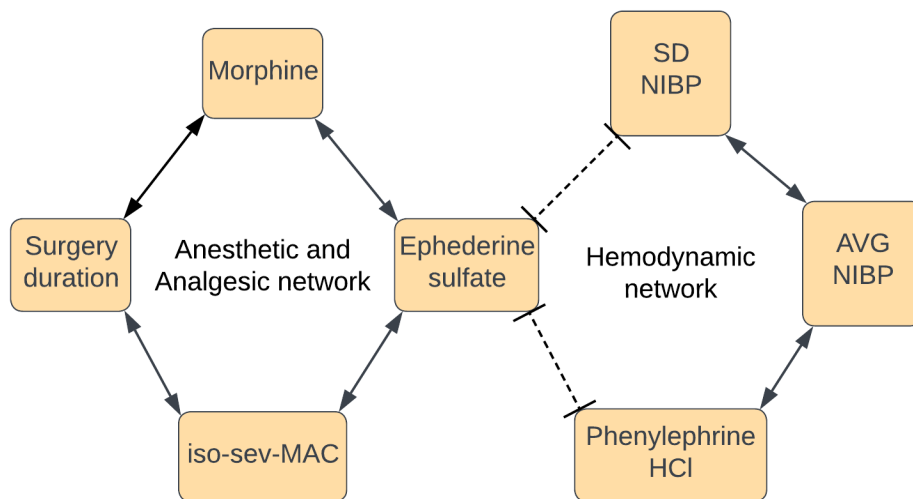 Morphine
SD
NIBP
Surgery
duration
Anesthetic and
Analgesic network
Ephederine
sulfate
Hemodynamic
network
AVG
NIBP
iso-sev-MAC
Phenylephrine
HCl